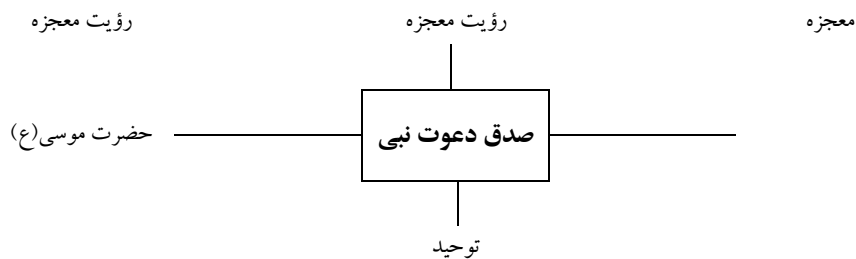 معجزه
رؤیت معجزه
رؤیت معجزه
صدق دعوت نبی
حضرت موسی(ع)
توحید